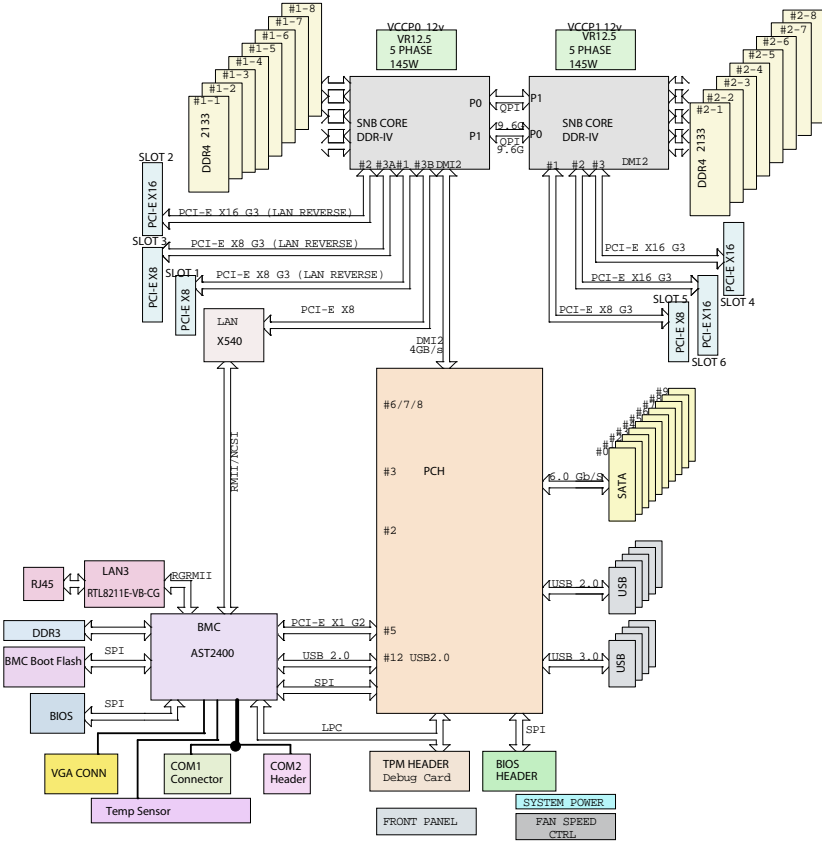 #1-8
#1-7
#1-6
#1-5
#1-4
#1-3
#1-2
#1-1
DDR4 2133
VCCP0 12v
VR12.5
5 PHASE
145W
VCCP1 12v
VR12.5
5 PHASE
145W
#2-8
#2-7
#2-6
#2-5
#2-4
#2-3
#2-2
#2-1
DDR4 2133
SNB CORE
DDR-IV
P0
P1
#2 #3A #1 #3B DMI2
QPI
9.6G
QPI
9.6G
P1
P0
SNB CORE
DDR-IV
#1 #2 #3 DMI2
SLOT 2
PCI-E X16
PCI-E X16 G3 (LAN REVERSE)
SLOT 3
PCI-E X8
PCI-E X8 G3 (LAN REVERSE)
SLOT 1
PCI-E X8
PCI-E X8 G3 (LAN REVERSE)
PCI-E X8
LAN
X540
DMI2
4GB/s
PCI-E X16 G3
PCI-E X16
SLOT 4
PCI-E X16 G3
PCI-E X16
SLOT 6
PCI-E X8 G3
SLOT 5
PCI-E X8
RMII/NCSI
#6/7/8
#3
PCH
#2
#5
#12 USB2.0
6.0 Gb/S
#0
#1
#2
#3
#4
#5
#6
#7
#8
#9
SATA
USB 2.0
USB
USB 3.0
USB
RJ45
LAN3
RTL8211E-VB-CG
RGRMII
DDR3
BMC Boot Flash
SPI
BIOS
SPI
BMC
AST2400
PCI-E X1 G2
USB 2.0
SPI
LPC
SPI
VGA CONN
COM1
Connector
COM2
Header
Temp Sensor
TPM HEADER
Debug Card
BIOS
HEADER
FRONT PANEL
SYSTEM POWER
FAN SPEED
CTRL